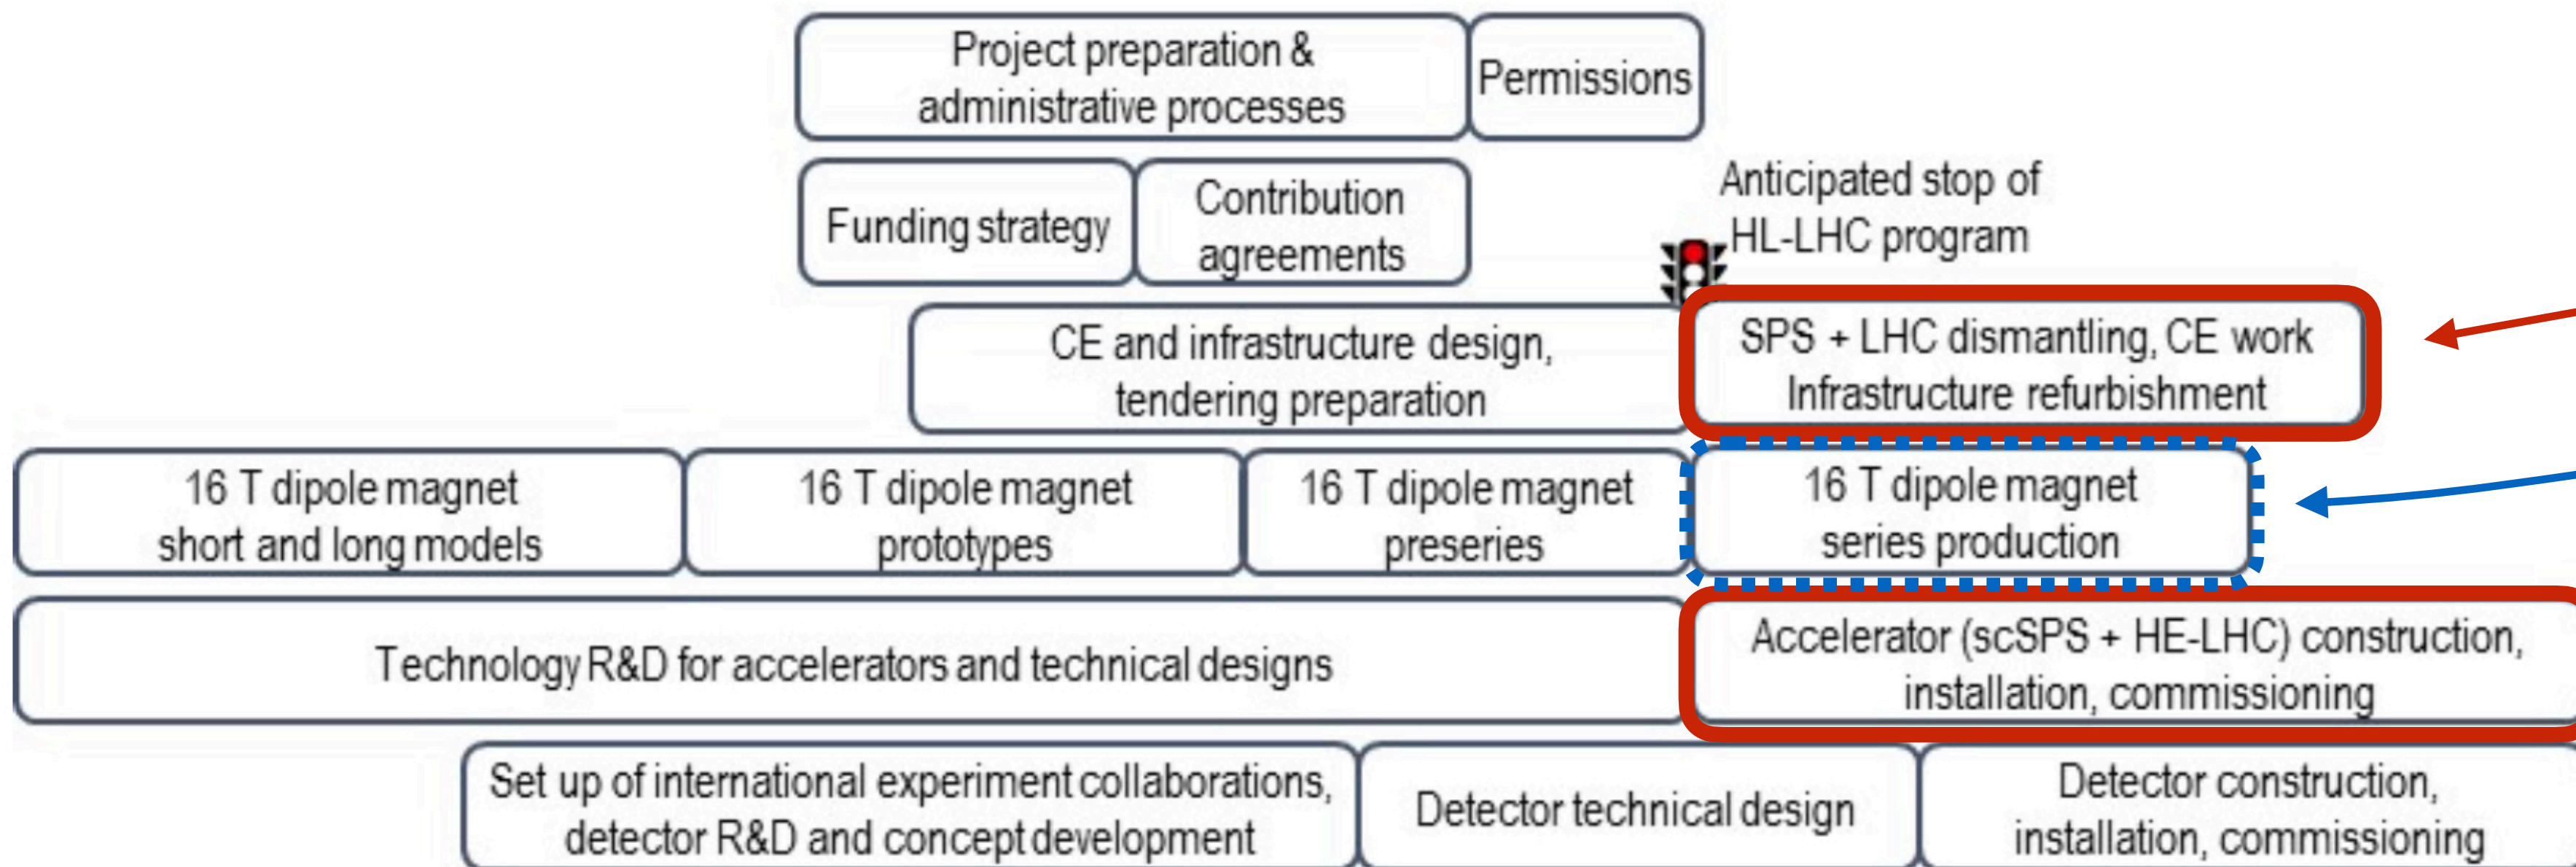 Project preparation &
administrative processes
Permissions
Funding strategy
Contribution
agreements
Anticipated stop of
HL-LHC program
CE and infrastructure design,
tendering preparation
SPS + LHC dismantling, CE work
Infrastructure refurbishment
16 T dipole magnet
short and long models
16 T dipole magnet
prototypes
16 T dipole magnet
preseries
16 T dipole magnet
series production
Technology R&D for accelerators and technical designs
Accelerator (scSPS + HE-LHC) construction,
installation, commissioning
Set up of international experiment collaborations,
detector R&D and concept development
Detector technical design
Detector construction,
installation, commissioning